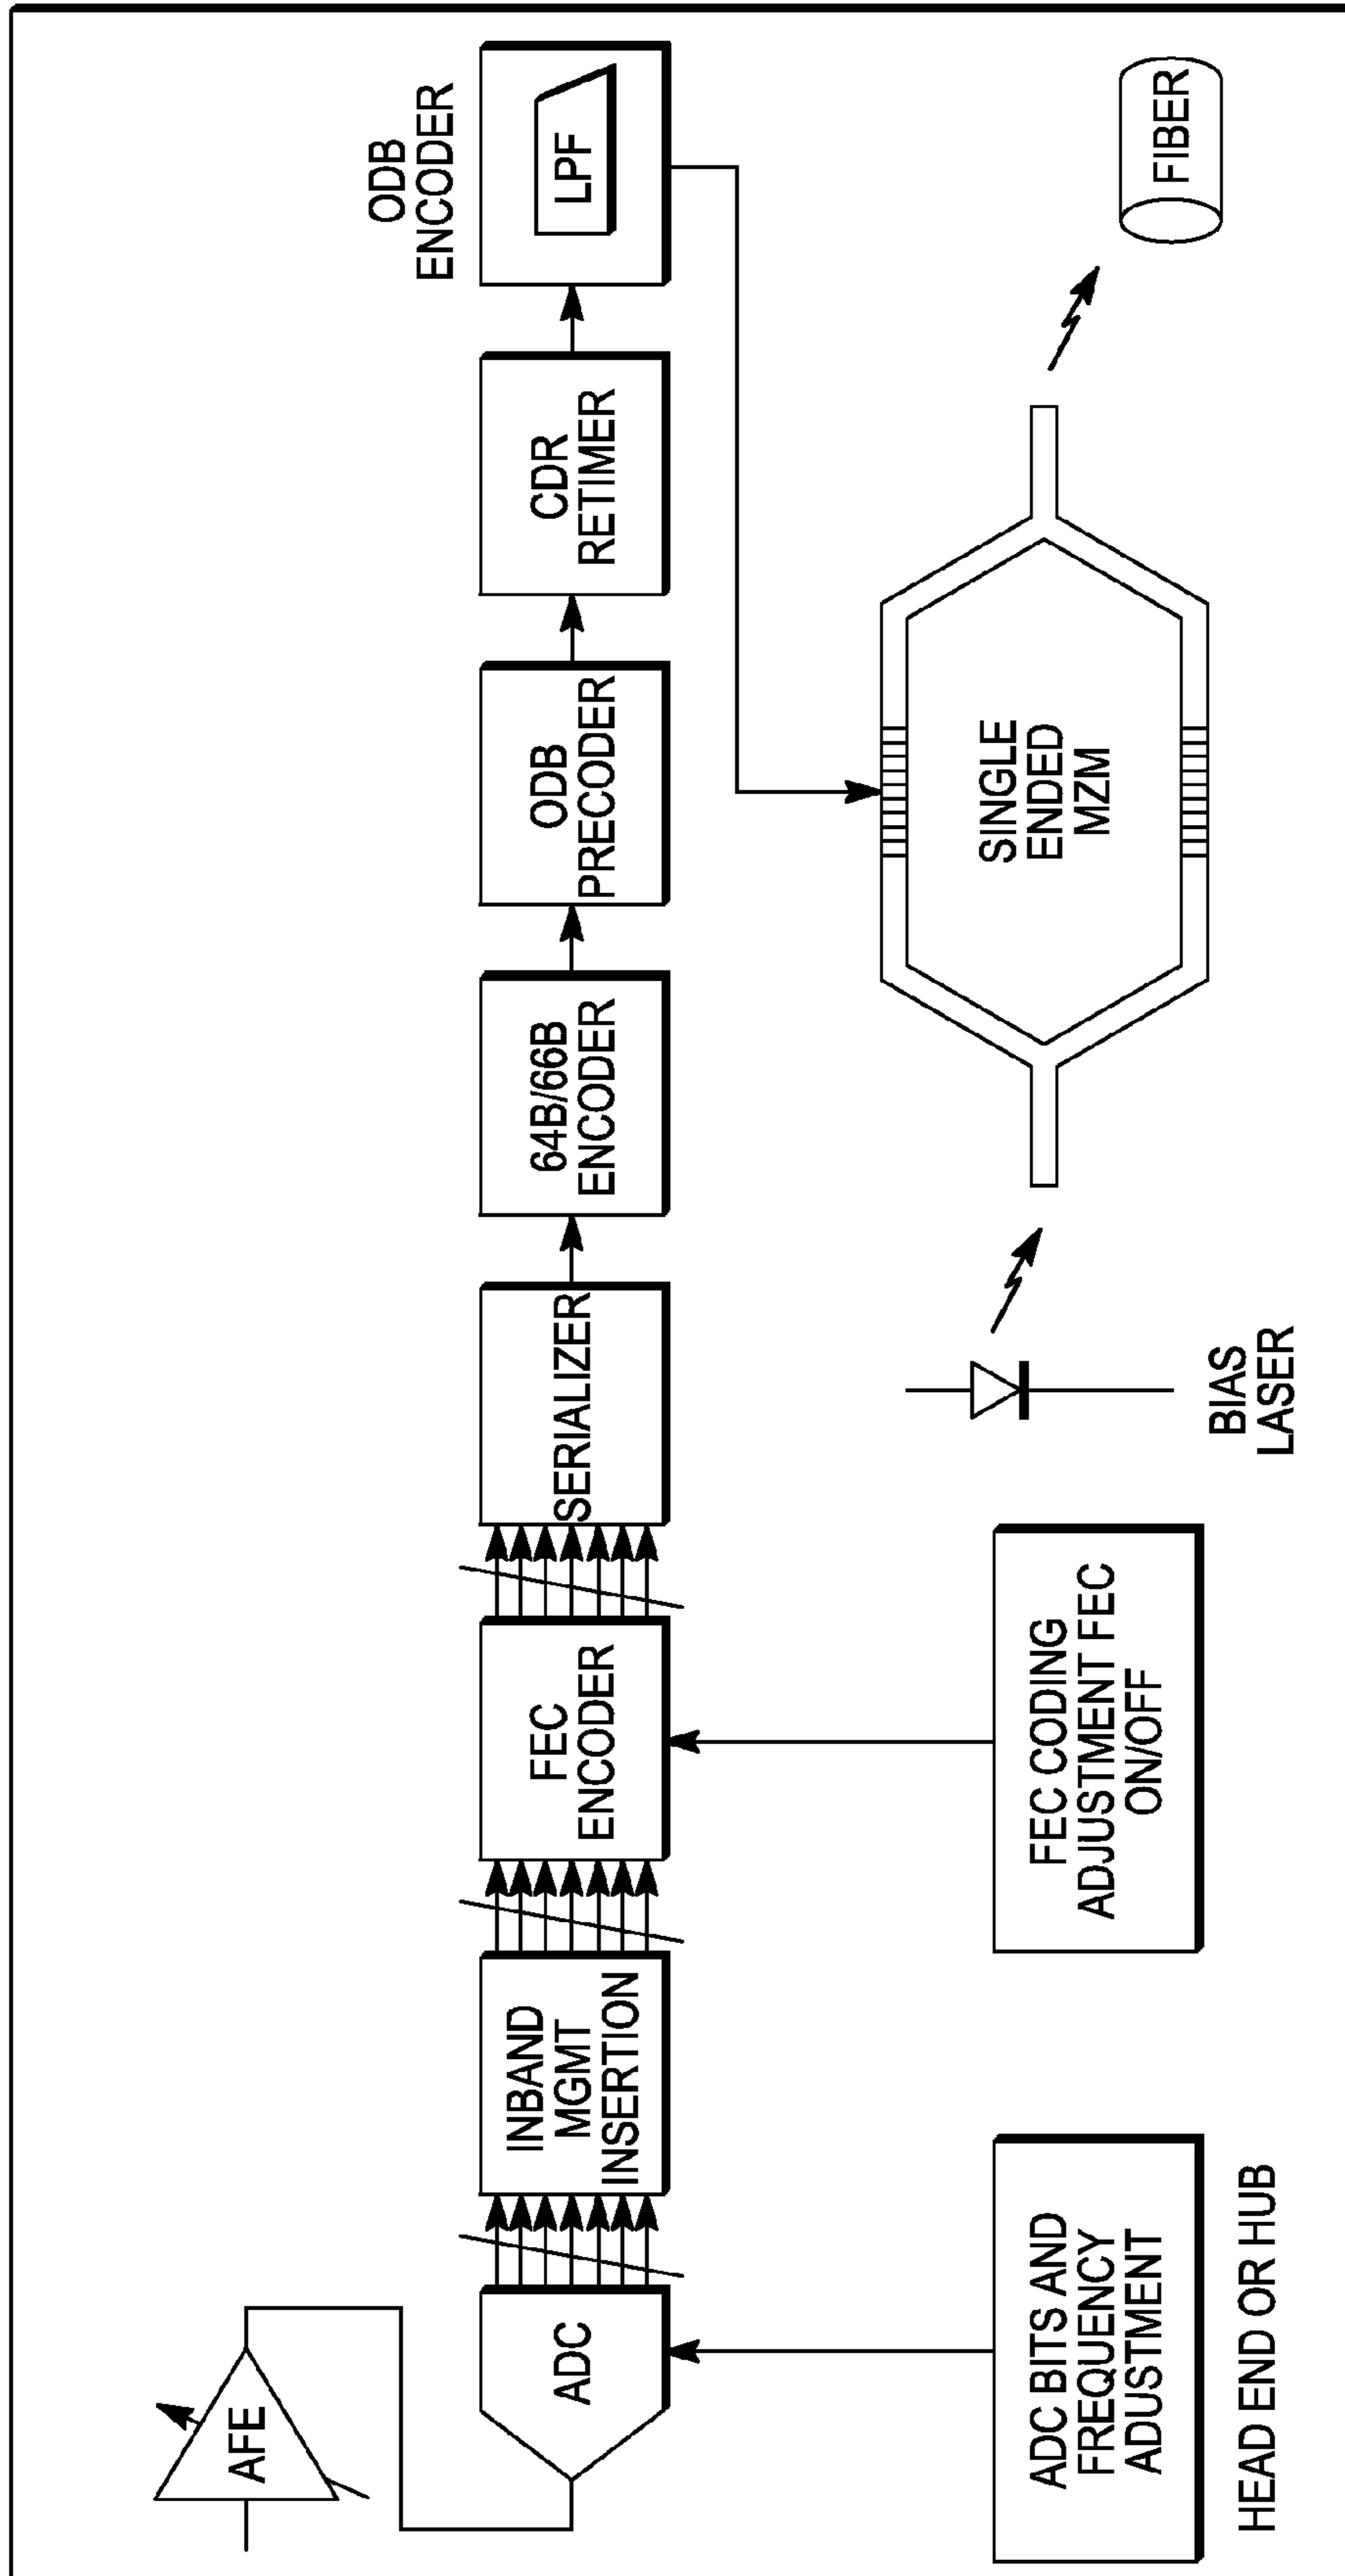 AFE
ADC
INBAND
MGMT
INSERTION
FEC
ENCODER
SERIALIZER
64B/66B
ENCODER
ODB
PRECODER
CDR
RETIMER
ODB
ENCODER
LPF
ADC BITS AND
FREQUENCY
ADUSTMENT
FEC CODING
ADJUSTMENT FEC
ON/OFF
BIAS
LASER
SINGLE
ENDED
MZM
FIBER
HEAD END OR HUB